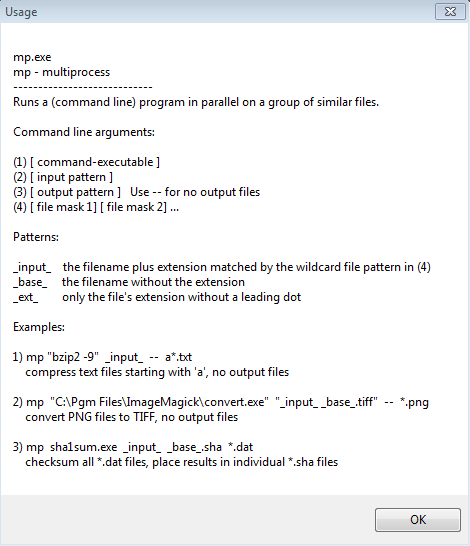 Usage
mp.exe
mp - multiprocess
----------------------------
Runs a (command line) program in parallel on a group of similar files.
Command line arguments:
(1) [ command-executable ]
(2) [ input pattern ]
(3) [ output pattern ]   Use -- for no output files
(4) [ file mask 1] [ file mask 2] ...
Patterns:
_input_    the filename plus extension matched by the wildcard file pattern in (4)
_base_    the filename without the extension
_ext_    only the file's extension without a leading dot
Examples:
1) mp "bzip2 -9"  _input_  --  a*.txt
compress text files starting with 'a', no output files
2) mp  "C:\Pgm Files\ImageMagick\convert.exe"  "_input_ _base_.tiff"  --  *.png
convert PNG files to TIFF, no output files
3) mp  sha1sum.exe  _input_  _base_.sha  *.dat
checksum all *.dat files, place results in individual *.sha files
OK